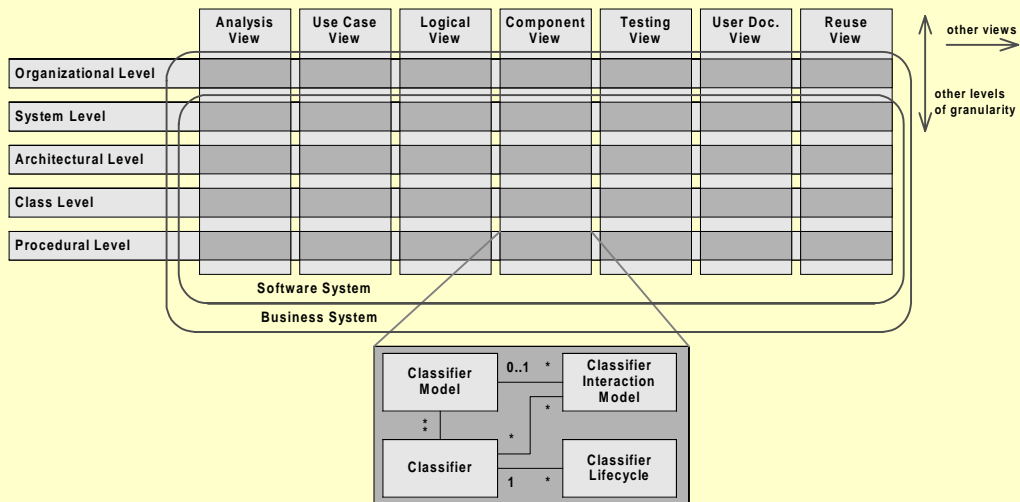 Analysis View
Use Case View
Logical View
Component View
Testing View
User Doc. View
Reuse View
other views
other levels
of granularity
Organizational Level
System Level
Architectural Level
Class Level
Procedural Level
Software System
Business System
Classifier
Model
0..1 *
Classifier
Interaction
Model
*
*
*
*
Classifier
1 *
Classifier
Lifecycle